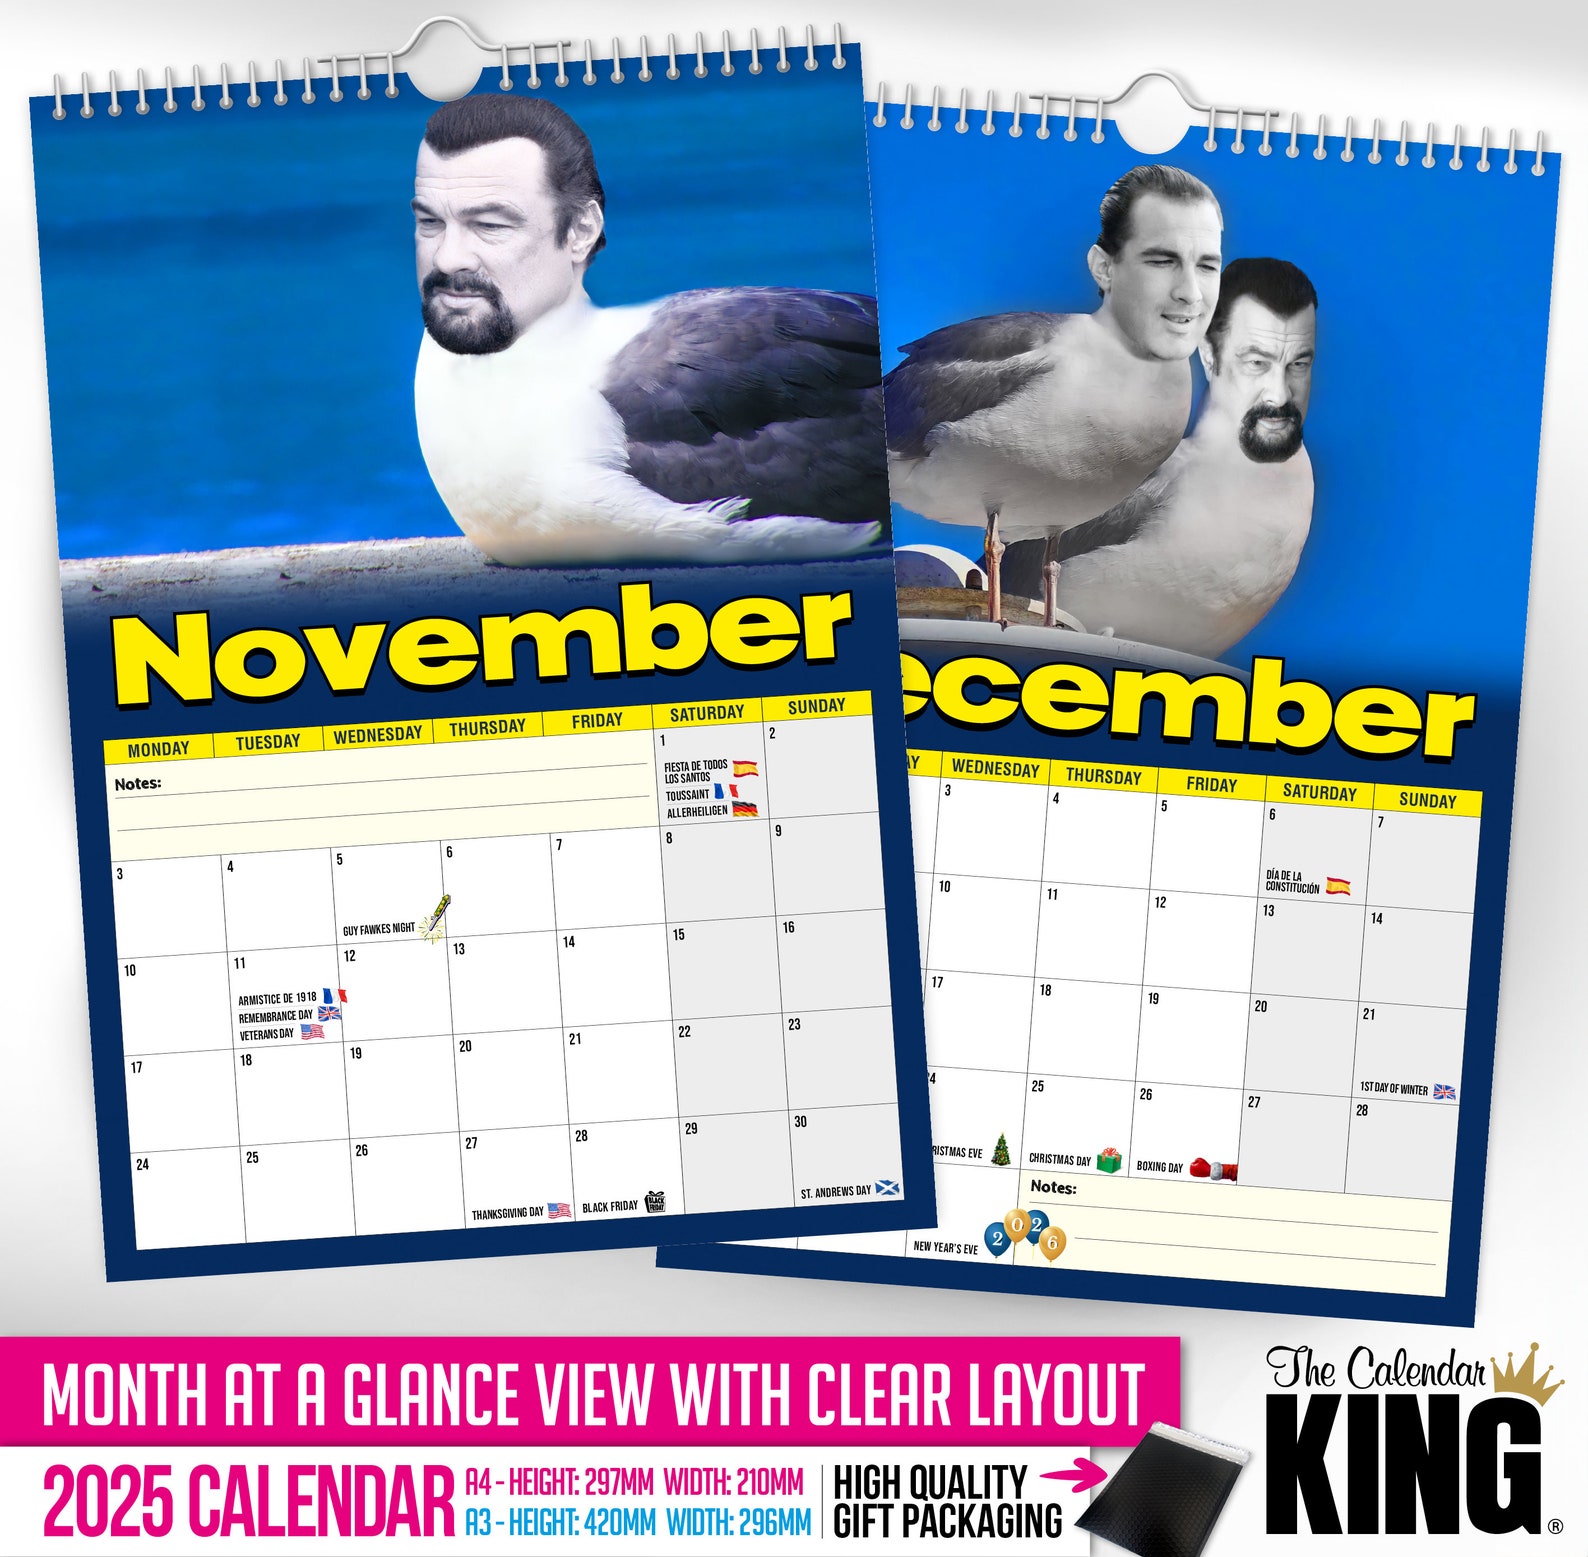 November
MONDAY TUESDAY WEDNESDAY THURSDAY FRIDAY SATURDAY SUNDAY
Notes:
1 2
FIESTA DE TODOS
LOS SANTOS
TOUSSAINT
ALLERHEILIGEN
3 4 5 6 7 8 9
GUY FAWKES NIGHT
10 11 12 13 14 15 16
ARMISTICE DE 1918
REMEMBRANCE DAY
VETERANS DAY
17 18 19 20 21 22 23
24 25 26 27 28 29 30
THANKSGIVING DAY
BLACK FRIDAY
BLACK
FRIDAY
ST. ANDREWS DAY
ecember
AY WEDNESDAY THURSDAY FRIDAY SATURDAY SUNDAY
3 4 5 6 7
DÍA DE LA
CONSTITUCIÓN
10 11 12 13 14
17 18 19 20 21
1ST DAY OF WINTER
4 25 26 27 28
RISTMAS EVE
CHRISTMAS DAY
BOXING DAY
Notes:
NEW YEAR'S EVE
2026
MONTH AT A GLANCE VIEW WITH CLEAR LAYOUT
2025 CALENDAR
A4 - HEIGHT: 297MM WIDTH: 210MM
A3 - HEIGHT: 420MM WIDTH: 296MM
HIGH QUALITY
GIFT PACKAGING
The Calendar
KING®